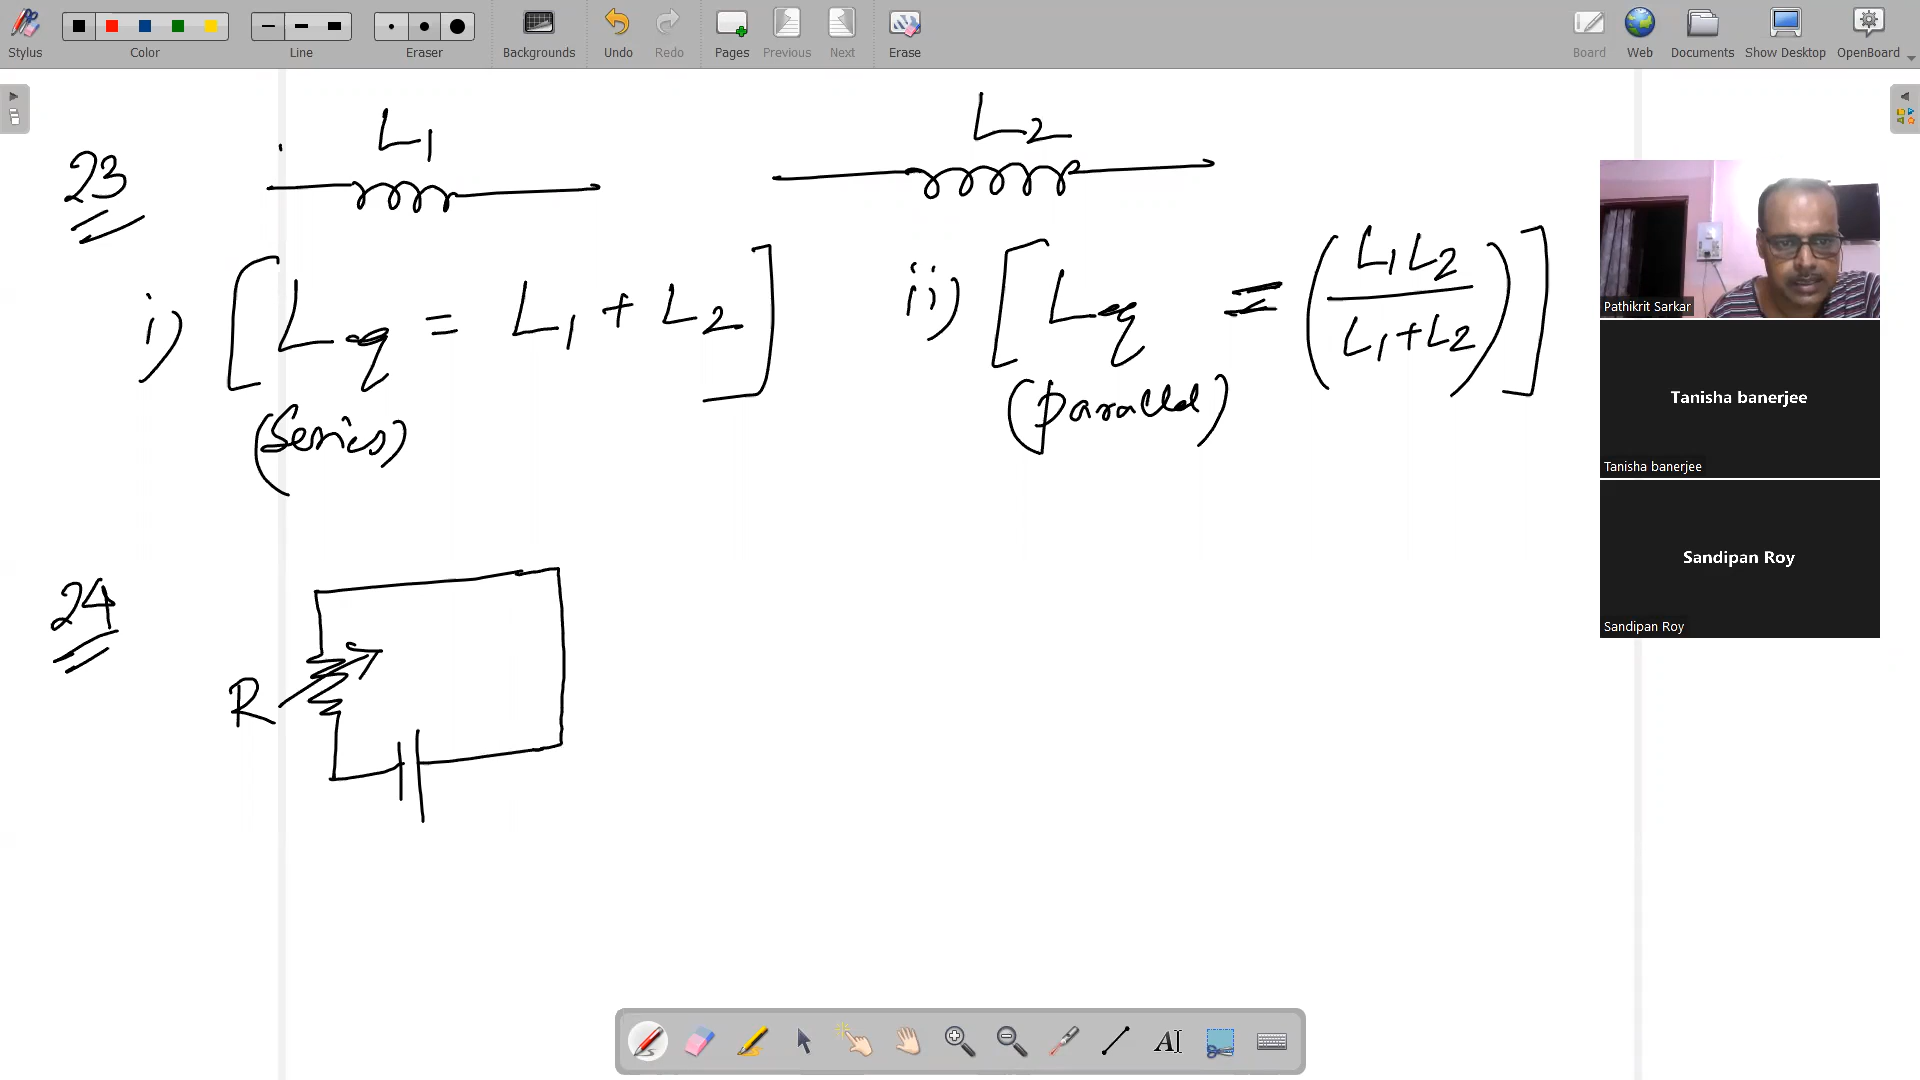 Stylus Color Line Eraser Backgrounds Undo Redo Pages Previous Next Erase Board Web Documents Show Desktop OpenBoard
23 L1 L2
i) [Leq = L1 + L2] ii) [Leq = (L1L2 / L1+L2)]
(Series) (parallel)
24
R
Pathikrit Sarkar
Tanisha banerjee
Tanisha banerjee
Sandipan Roy
Sandipan Roy
AI